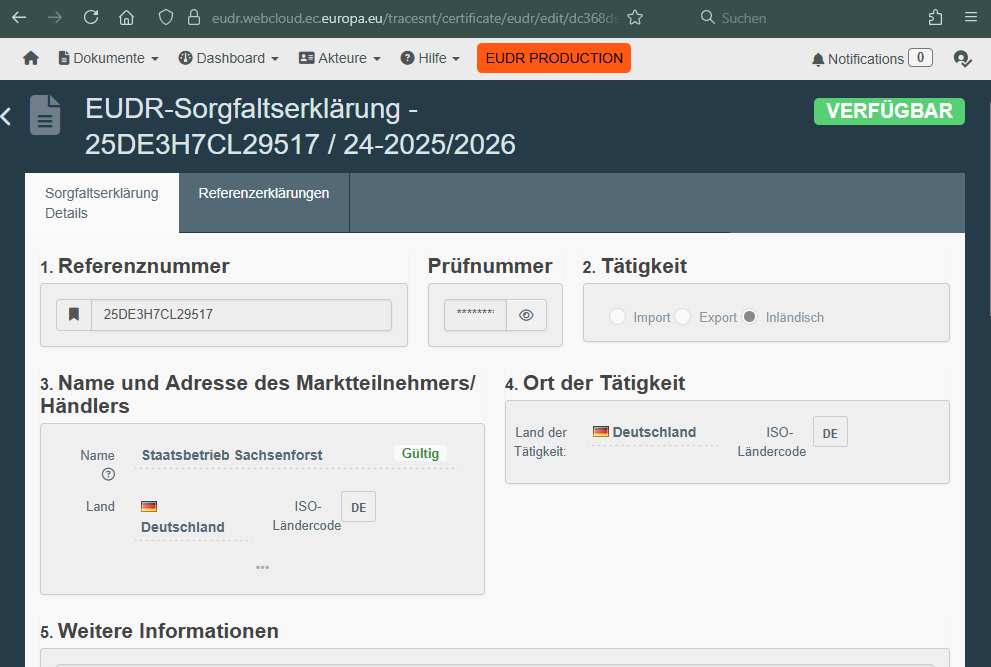 eudr.webcloud.ec.europa.eu/tracesnt/certificate/eudr/edit/dc368d
Suchen
Dokumente Dashboard Akteure Hilfe EUDR PRODUCTION Notifications 0
EUDR-Sorgfaltserklärung -
25DE3H7CL29517 / 24-2025/2026
VERFÜGBAR
Sorgfaltserklärung
Details
Referenzerklärungen
1. Referenznummer
25DE3H7CL29517
Prüfnummer
********
2. Tätigkeit
Import Export Inländisch
3. Name und Adresse des Marktteilnehmers/
Händlers
Name Staatsbetrieb Sachsenforst Gültig
Land
Deutschland
ISO-
Ländercode
DE
•••
4. Ort der Tätigkeit
Land der
Tätigkeit:
Deutschland
ISO-
Ländercode
DE
5. Weitere Informationen